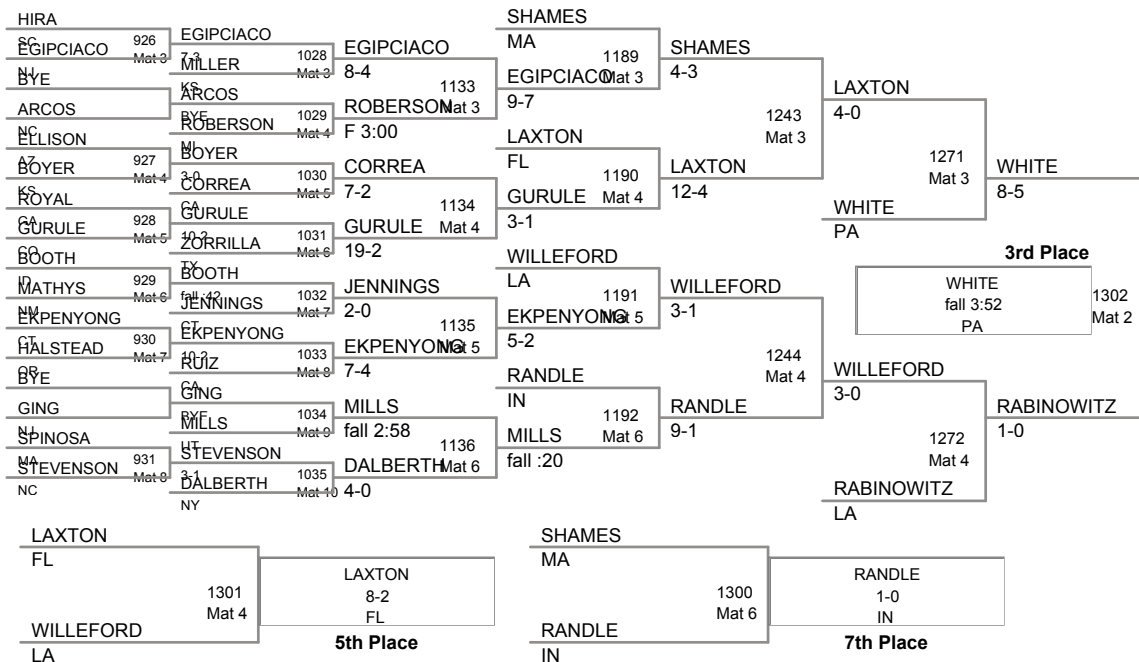 HIRA
SC
926
Mat 3
EGIPCIACO
NJ
BYE
ARCOS
NC
ELLISON
AZ
927
Mat 4
BOYER
KS
ROYAL
GA
928
Mat 5
GURULE
CO
BOOTH
ID
929
Mat 6
MATHYS
NM
EKPENYONG
CT
930
Mat 7
HALSTEAD
OR
BYE
GING
NJ
SPINOSA
MA
931
Mat 8
STEVENSON
NC
EGIPCIACO
7-3
1028
Mat 3
MILLER
KS
ARCOS
BYE
1029
Mat 4
ROBERSON
MI
BOYER
3-0
1030
Mat 5
CORREA
CA
GURULE
10-2
1031
Mat 6
ZORRILLA
TX
BOOTH
fall :42
1032
Mat 7
JENNINGS
CT
EKPENYONG
10-2
1033
Mat 8
RUIZ
CA
GING
BYE
1034
Mat 9
MILLS
UT
STEVENSON
3-1
1035
Mat 10
DALBERTH
NY
EGIPCIACO
8-4
1133
Mat 3
ROBERSON
F 3:00
CORREA
7-2
1134
Mat 4
GURULE
19-2
JENNINGS
2-0
1135
Mat 5
EKPENYONG
7-4
MILLS
fall 2:58
1136
Mat 6
DALBERTH
4-0
SHAMES
MA
1189
Mat 3
EGIPCIACO
9-7
LAXTON
FL
1190
Mat 4
GURULE
3-1
WILLEFORD
LA
1191
Mat 5
EKPENYONG
5-2
RANDLE
IN
1192
Mat 6
MILLS
fall :20
SHAMES
4-3
1243
Mat 3
LAXTON
12-4
WILLEFORD
3-1
1244
Mat 4
RANDLE
9-1
LAXTON
4-0
1271
Mat 3
WHITE
PA
WHITE
8-5
3rd Place
WHITE
fall 3:52
PA
1302
Mat 2
WILLEFORD
3-0
1272
Mat 4
RABINOWITZ
LA
RABINOWITZ
1-0
LAXTON
FL
1301
Mat 4
WILLEFORD
LA
LAXTON
8-2
FL
5th Place
SHAMES
MA
1300
Mat 6
RANDLE
IN
RANDLE
1-0
IN
7th Place